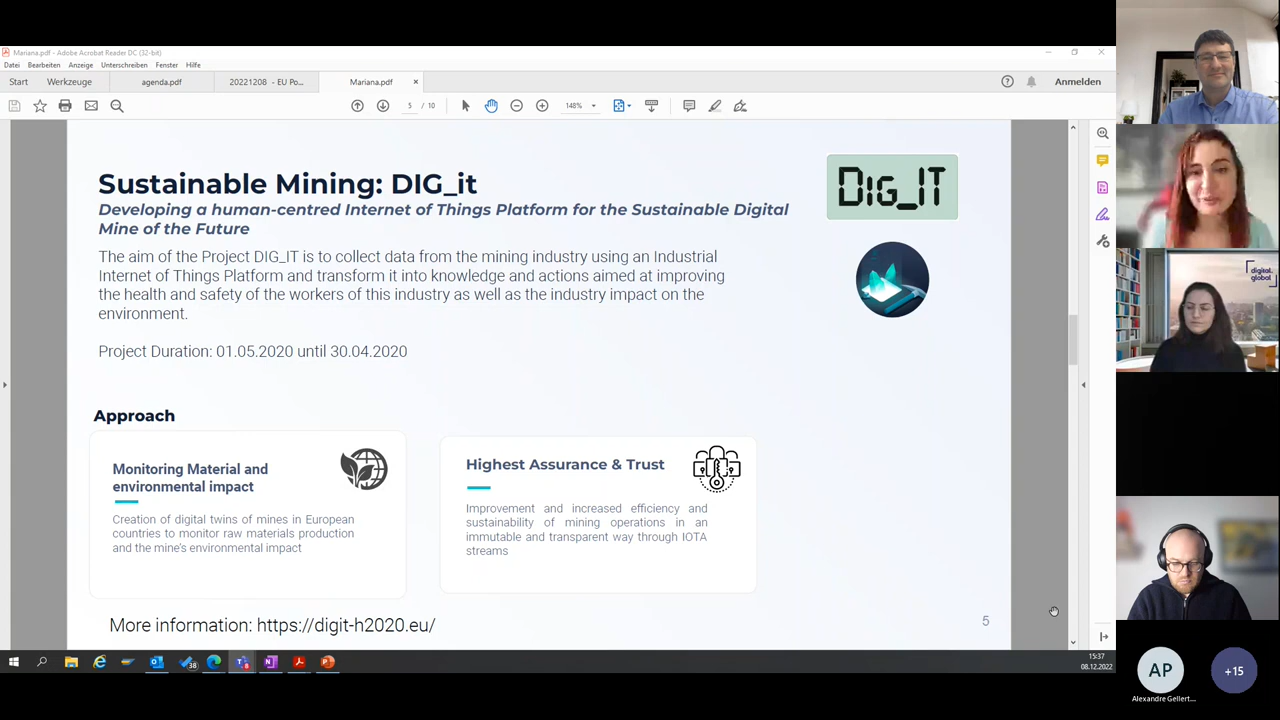 Mariana.pdf - Adobe Acrobat Reader DC (32-bit)
Datei Bearbeiten Anzeige Unterschreiben Fenster Hilfe
Start Werkzeuge agenda.pdf 20221208 - EU Po... Mariana.pdf × Anmelden
5 / 10 148%
Sustainable Mining: DIG_it
DIG_IT
Developing a human-centred Internet of Things Platform for the Sustainable Digital
Mine of the Future
The aim of the Project DIG_IT is to collect data from the mining industry using an Industrial
Internet of Things Platform and transform it into knowledge and actions aimed at improving
the health and safety of the workers of this industry as well as the industry impact on the
environment.
Project Duration: 01.05.2020 until 30.04.2020
Approach
Monitoring Material and
environmental impact
Creation of digital twins of mines in European
countries to monitor raw materials production
and the mine's environmental impact
Highest Assurance & Trust
Improvement and increased efficiency and
sustainability of mining operations in an
immutable and transparent way through IOTA
streams
More information: https://digit-h2020.eu/
5
38
15:37
08.12.2022
digital.
global
AP
+15
Alexandre Gellert...